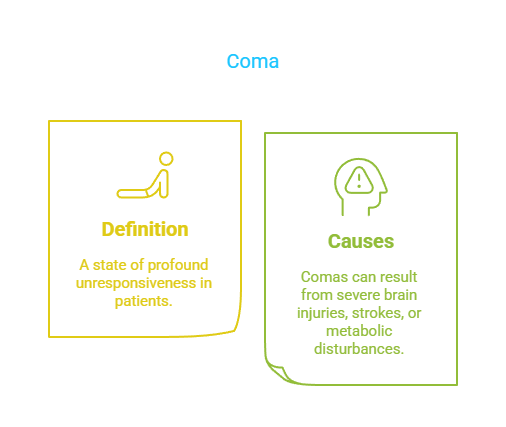 Coma
Definition
A state of profound
unresponsiveness in
patients.
Causes
Comas can result
from severe brain
injuries, strokes, or
metabolic
disturbances.